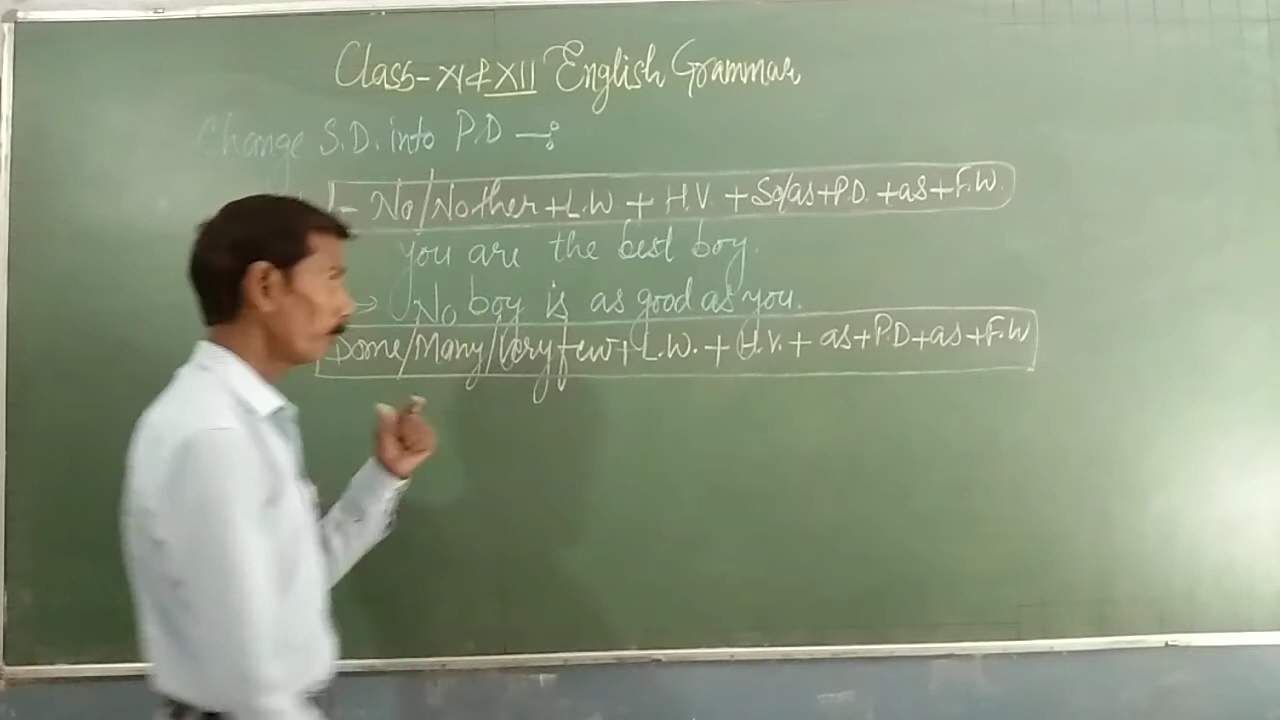 Class-XI & XII English Grammar
Change S.D. into P.D —:
1- No/No other + L.W + H.V. + So/as + P.D. + as + F.W.
You are the best boy.
→ No boy is as good as you.
Some/Many/Very few + L.W. + H.V. + as + P.D + as + F.W